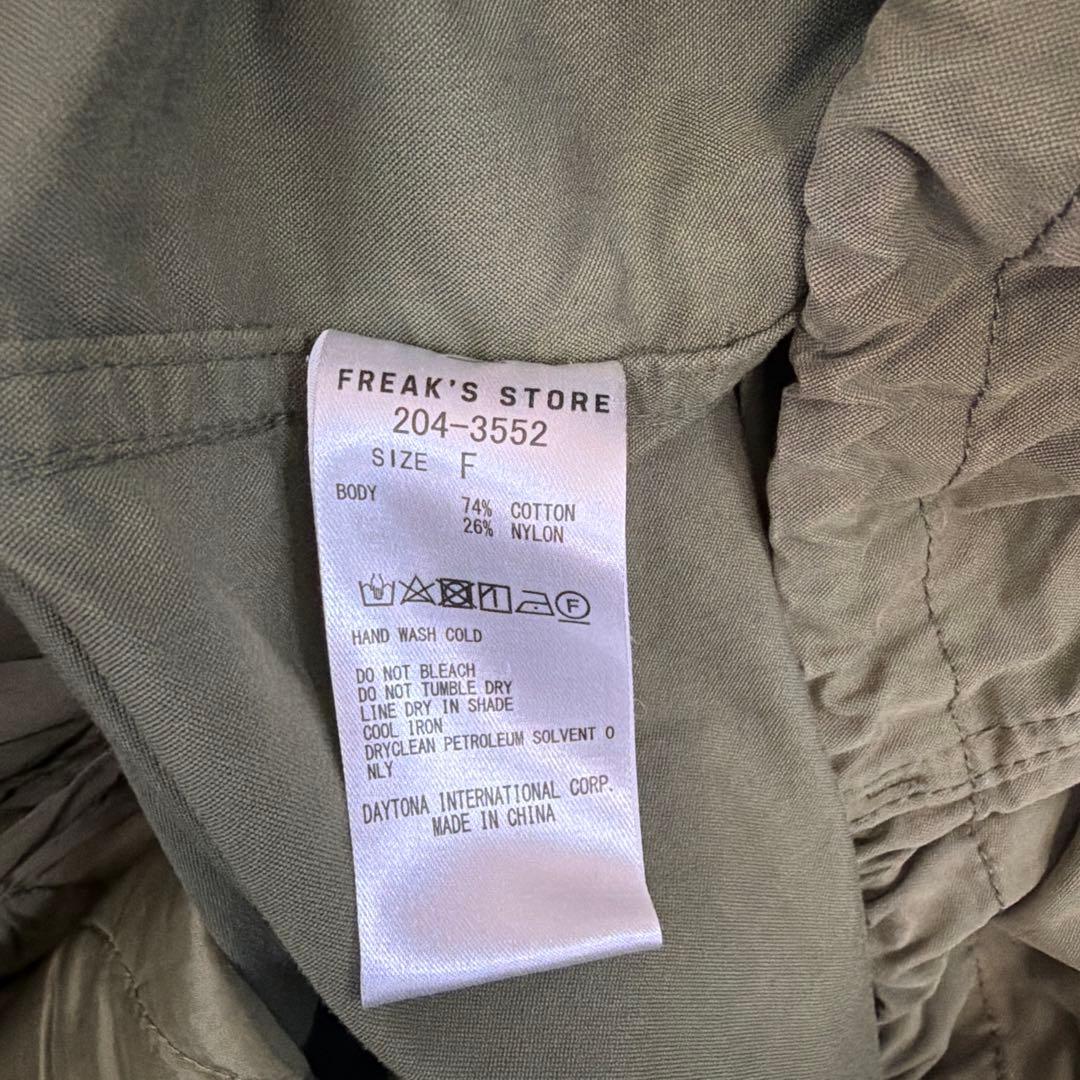 FREAK'S STORE
204-3552
SIZE F
BODY
74% COTTON
26% NYLON
F
HAND WASH COLD
DO NOT BLEACH
DO NOT TUMBLE DRY
LINE DRY IN SHADE
COOL IRON
DRYCLEAN PETROLEUM SOLVENT O
NLY
DAYTONA INTERNATIONAL CORP.
MADE IN CHINA